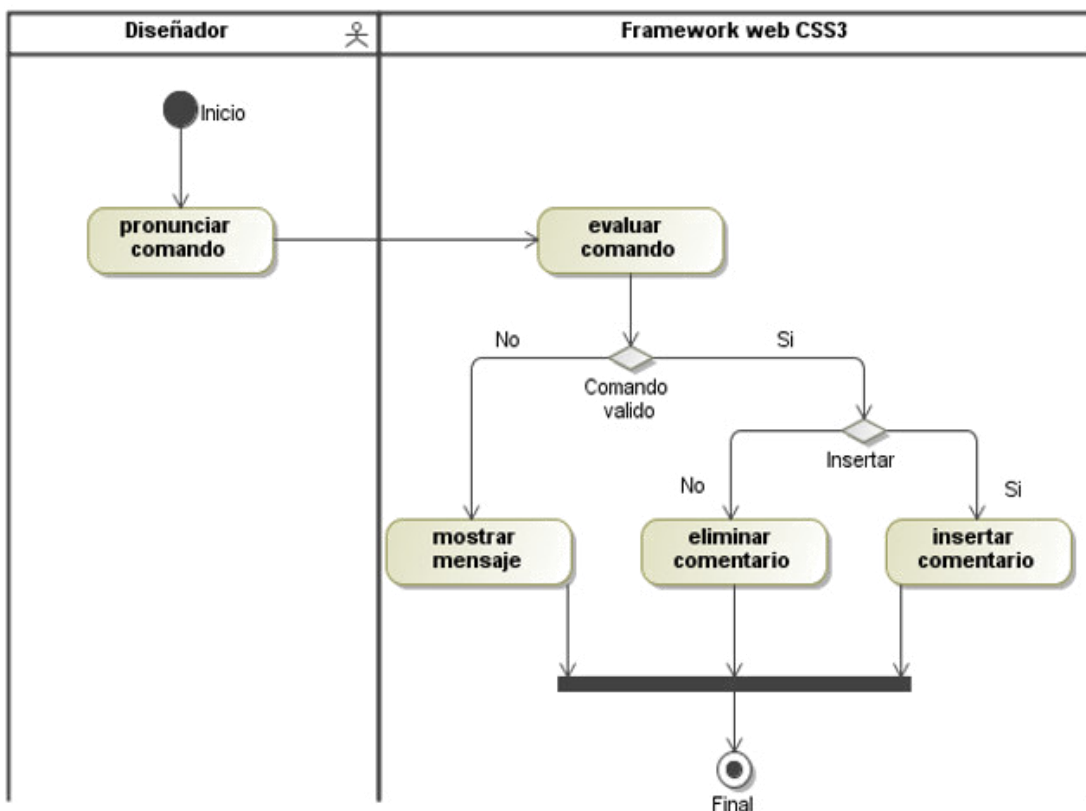 Diseñador
Framework web CSS3
Inicio
pronunciar
comando
evaluar
comando
No
Si
Comando
valido
Insertar
No
Si
mostrar
mensaje
eliminar
comentario
insertar
comentario
Final